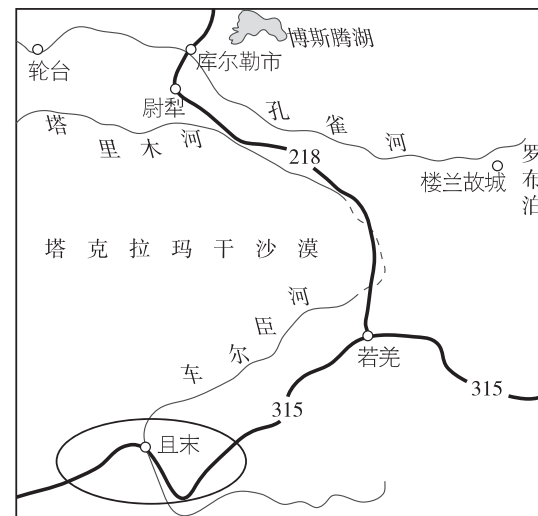 博斯腾湖
轮台
库尔勒市
尉犁
孔雀河
塔里木河
218
楼兰故城
罗布泊
塔克拉玛干沙漠
车尔臣河
若羌
315
315
且末